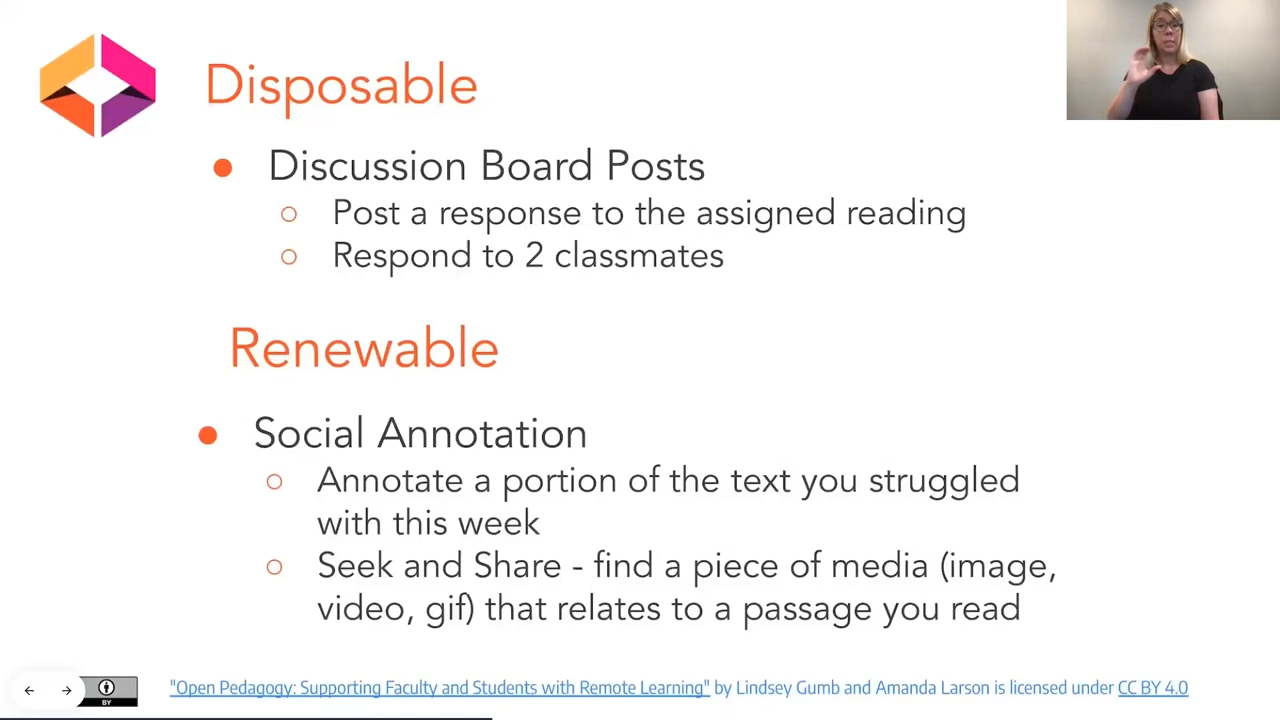 Disposable
● Discussion Board Posts
○ Post a response to the assigned reading
○ Respond to 2 classmates
Renewable
● Social Annotation
○ Annotate a portion of the text you struggled
with this week
○ Seek and Share - find a piece of media (image,
video, gif) that relates to a passage you read
← → BY "Open Pedagogy: Supporting Faculty and Students with Remote Learning" by Lindsey Gumb and Amanda Larson is licensed under CC BY 4.0